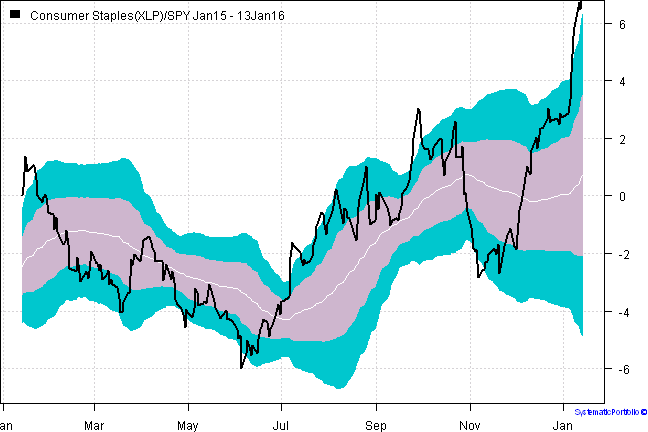 Consumer Staples(XLP)/SPY Jan15 - 13Jan16
6
4
2
0
-2
-4
-6
an Mar May Jul Sep Nov Jan
SystematicPortfolio ©